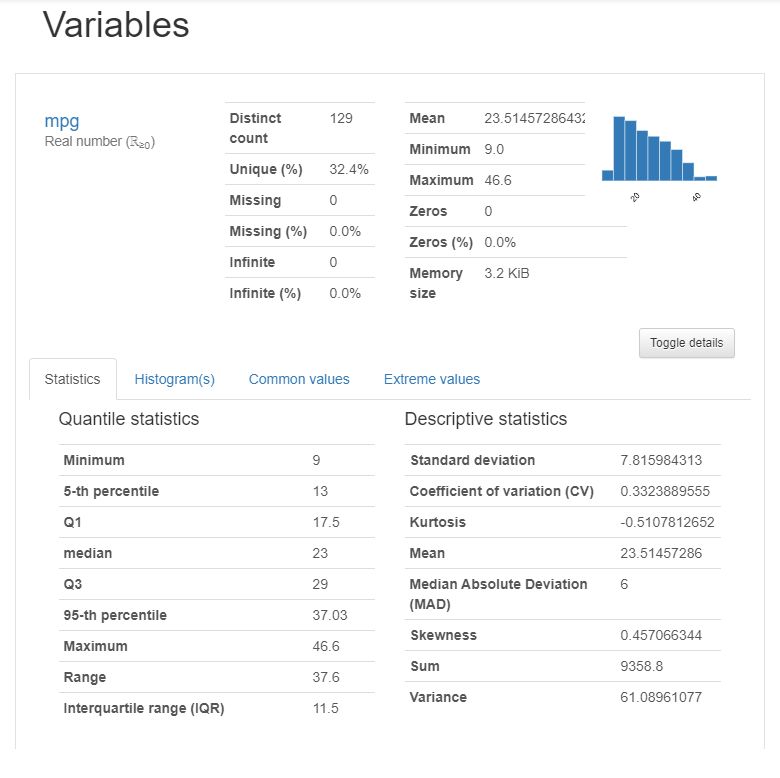 Variables
mpg
Real number (ℝ≥0)
Distinct count 129
Unique (%) 32.4%
Missing 0
Missing (%) 0.0%
Infinite 0
Infinite (%) 0.0%
Mean 23.51457286432
Minimum 9.0
Maximum 46.6
Zeros 0
Zeros (%) 0.0%
Memory size 3.2 KiB
20 40
Toggle details
Statistics Histogram(s) Common values Extreme values
Quantile statistics
Minimum 9
5-th percentile 13
Q1 17.5
median 23
Q3 29
95-th percentile 37.03
Maximum 46.6
Range 37.6
Interquartile range (IQR) 11.5
Descriptive statistics
Standard deviation 7.815984313
Coefficient of variation (CV) 0.3323889555
Kurtosis -0.5107812652
Mean 23.51457286
Median Absolute Deviation (MAD) 6
Skewness 0.457066344
Sum 9358.8
Variance 61.08961077